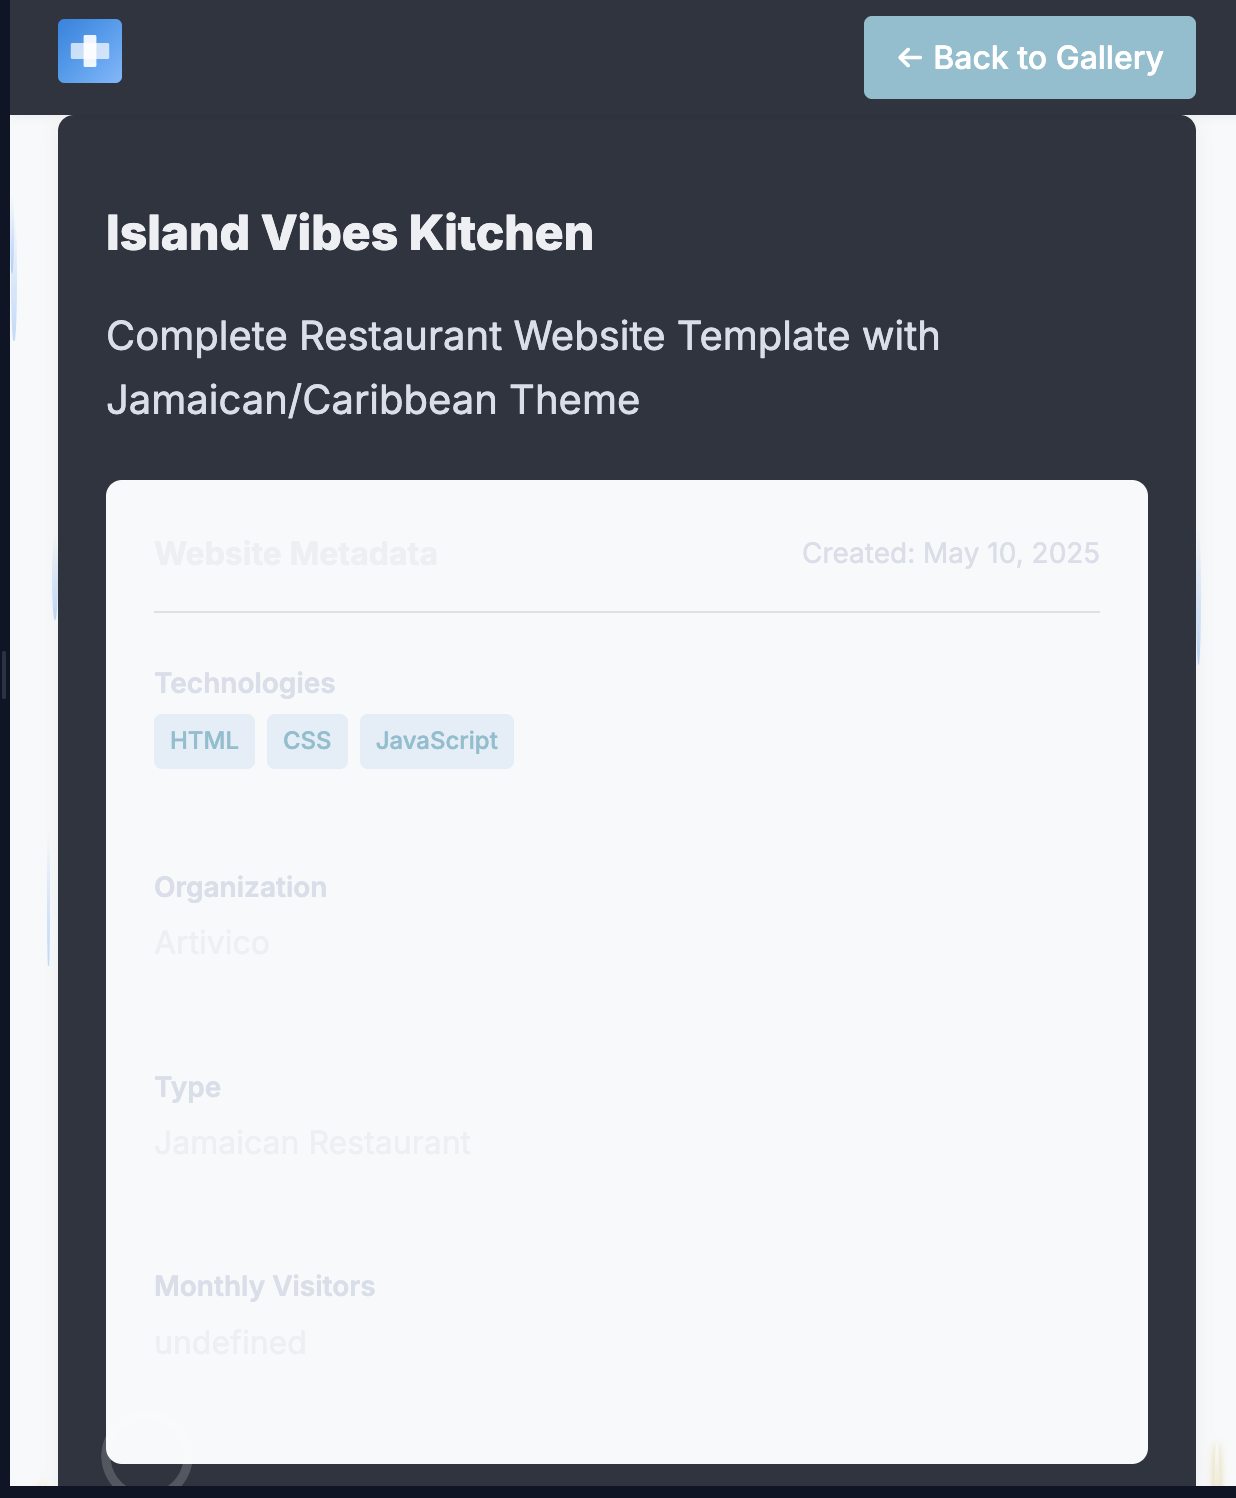 ← Back to Gallery
Island Vibes Kitchen
Complete Restaurant Website Template with
Jamaican/Caribbean Theme
Website Metadata
Created: May 10, 2025
Technologies
HTML CSS JavaScript
Organization
Artivico
Type
Jamaican Restaurant
Monthly Visitors
undefined